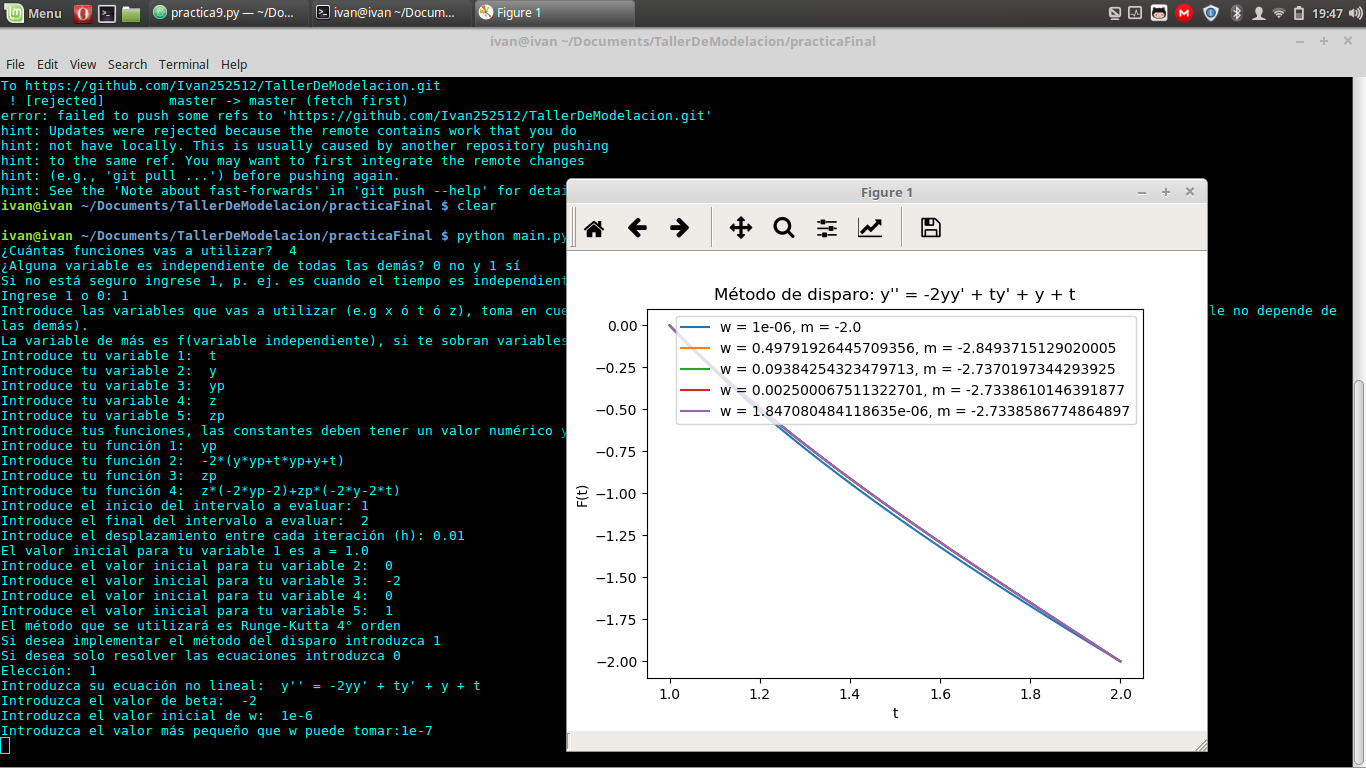 Menu
practica9.py — ~/Do...
ivan@ivan ~/Docum...
Figure 1
19:47
ivan@ivan ~/Documents/TallerDeModelacion/practicaFinal
File Edit View Search Terminal Help
To https://github.com/Ivan252512/TallerDeModelacion.git
! [rejected] master -> master (fetch first)
error: failed to push some refs to 'https://github.com/Ivan252512/TallerDeModelacion.git'
hint: Updates were rejected because the remote contains work that you do
hint: not have locally. This is usually caused by another repository pushing
hint: to the same ref. You may want to first integrate the remote changes
hint: (e.g., 'git pull ...') before pushing again.
hint: See the 'Note about fast-forwards' in 'git push --help' for detai
ivan@ivan ~/Documents/TallerDeModelacion/practicaFinal $ clear
ivan@ivan ~/Documents/TallerDeModelacion/practicaFinal $ python main.py
¿Cuántas funciones vas a utilizar? 4
¿Alguna variable es independiente de todas las demás? 0 no y 1 sí
Si no está seguro ingrese 1, p. ej. es cuando el tiempo es independient
Ingrese 1 o 0: 1
Introduce las variables que vas a utilizar (e.g x ó t ó z), toma en cue
le no depende de
las demás).
La variable de más es f(variable independiente), si te sobran variables
Introduce tu variable 1: t
Introduce tu variable 2: y
Introduce tu variable 3: yp
Introduce tu variable 4: z
Introduce tu variable 5: zp
Introduce tus funciones, las constantes deben tener un valor numérico y
Introduce tu función 1: yp
Introduce tu función 2: -2*(y*yp+t*yp+y+t)
Introduce tu función 3: zp
Introduce tu función 4: z*(-2*yp-2)+zp*(-2*y-2*t)
Introduce el inicio del intervalo a evaluar: 1
Introduce el final del intervalo a evaluar: 2
Introduce el desplazamiento entre cada iteración (h): 0.01
El valor inicial para tu variable 1 es a = 1.0
Introduce el valor inicial para tu variable 2: 0
Introduce el valor inicial para tu variable 3: -2
Introduce el valor inicial para tu variable 4: 0
Introduce el valor inicial para tu variable 5: 1
El método que se utilizará es Runge-Kutta 4° orden
Si desea implementar el método del disparo introduzca 1
Si desea solo resolver las ecuaciones introduzca 0
Elección: 1
Introduzca su ecuación no lineal: y'' = -2yy' + ty' + y + t
Introduzca el valor de beta: -2
Introduzca el valor inicial de w: 1e-6
Introduzca el valor más pequeño que w puede tomar:1e-7
Figure 1
Método de disparo: y'' = -2yy' + ty' + y + t
w = 1e-06, m = -2.0
w = 0.49791926445709356, m = -2.8493715129020005
w = 0.09384254323479713, m = -2.7370197344293925
w = 0.002500067511322701, m = -2.7338610146391877
w = 1.847080484118635e-06, m = -2.7338586774864897
0.00
−0.25
−0.50
−0.75
−1.00
−1.25
−1.50
−1.75
−2.00
F(t)
1.0 1.2 1.4 1.6 1.8 2.0
t